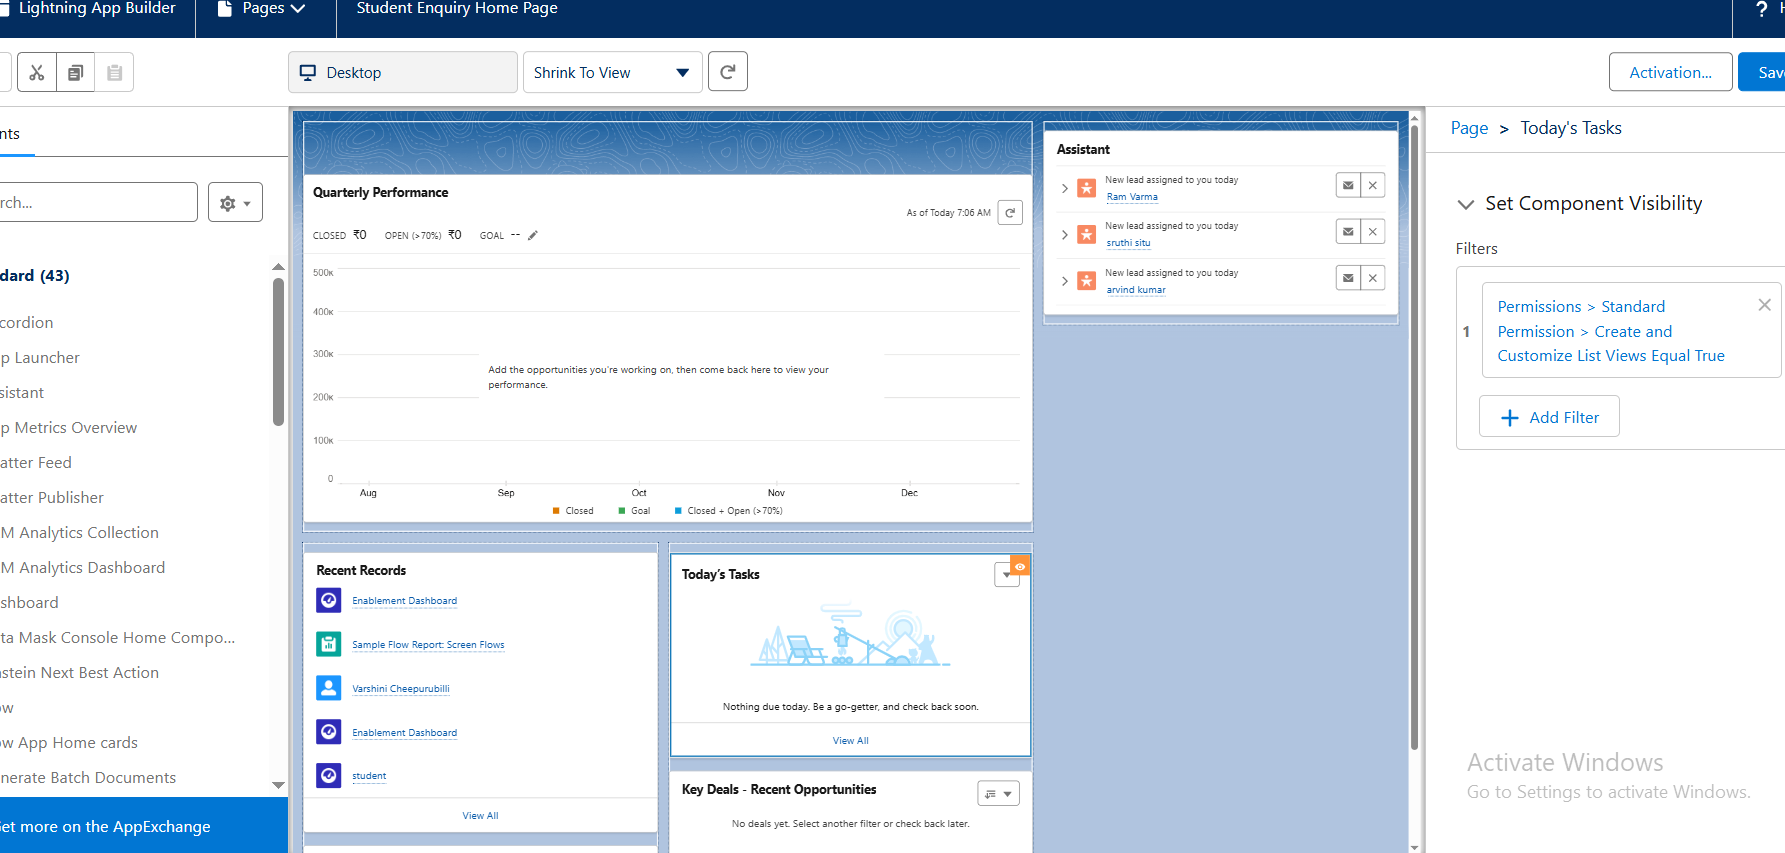 Lightning App Builder
Pages
Student Enquiry Home Page
?
Desktop
Shrink To View
Activation...
Sav
nts
rch...
dard (43)
cordion
p Launcher
sistant
p Metrics Overview
atter Feed
atter Publisher
M Analytics Collection
M Analytics Dashboard
shboard
ta Mask Console Home Compo...
nstein Next Best Action
ow
ow App Home cards
nerate Batch Documents
et more on the AppExchange
Quarterly Performance
As of Today 7:06 AM
CLOSED ₹0 OPEN (>70%) ₹0 GOAL --
500K
400K
300K
200K
100K
0
Add the opportunities you're working on, then come back here to view your
performance.
Aug Sep Oct Nov Dec
Closed Goal Closed + Open (>70%)
Assistant
New lead assigned to you today
Ram Varma
New lead assigned to you today
sruthi situ
New lead assigned to you today
arvind kumar
Recent Records
Enablement Dashboard
Sample Flow Report: Screen Flows
Varshini Cheepurubilli
Enablement Dashboard
student
View All
Today's Tasks
Nothing due today. Be a go-getter, and check back soon.
View All
Key Deals - Recent Opportunities
No deals yet. Select another filter or check back later.
Page > Today's Tasks
Set Component Visibility
Filters
1
Permissions > Standard
Permission > Create and
Customize List Views Equal True
Add Filter
Activate Windows
Go to Settings to activate Windows.